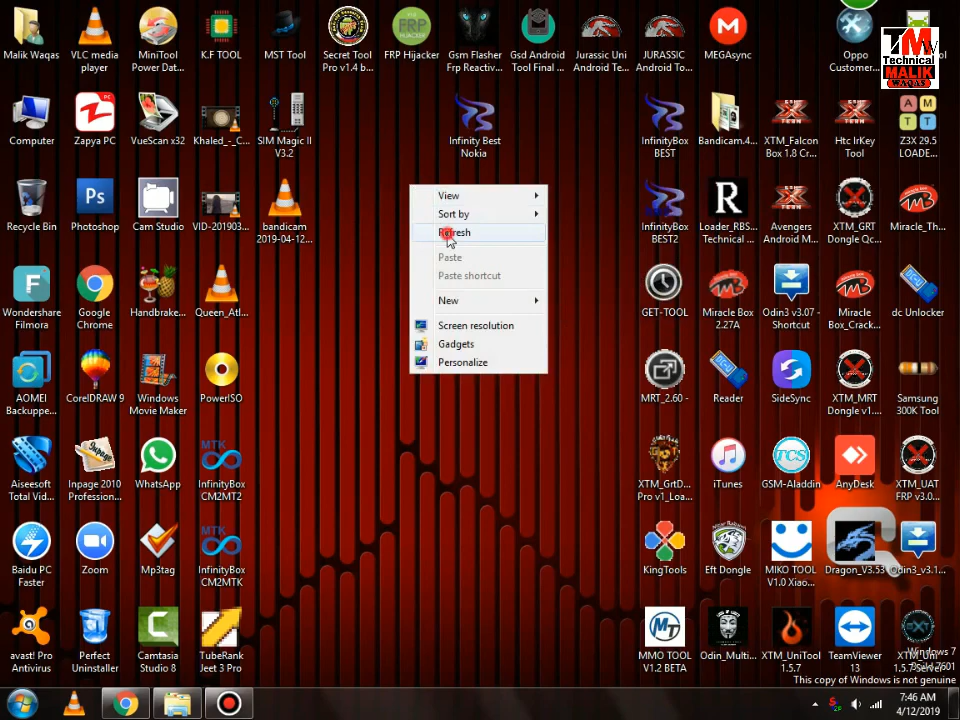 Malik Waqas
VLC media
player
MiniTool
Power Dat...
K.F TOOL
MST Tool
Secret Tool
Pro v1.4 b...
FRP Hijacker
Gsm Flasher
Frp Reactiv...
Gsd Android
Tool Final ...
Jurassic Uni
Android Te...
JURASSIC
Android To...
MEGAsync
Oppo
Customer...
Technical
MALIK
WAQAS
Computer
Zapya PC
VueScan x32
Khaled_-_C...
SIM Magic II
V3.2
Infinity Best
Nokia
InfinityBox
BEST
Bandicam.4...
XTM_Falcon
Box 1.8 Cr...
Htc IrKey
Tool
Z3X 29.5
LOADE...
Recycle Bin
Photoshop
Cam Studio
VID-201903...
bandicam
2019-04-12...
InfinityBox
BEST2
Loader_RBS...
Technical ...
Avengers
Android M...
XTM_GRT
Dongle Qc...
Miracle_Th...
View
Sort by
Refresh
Paste
Paste shortcut
New
Screen resolution
Gadgets
Personalize
Wondershare
Filmora
Google
Chrome
Handbrake...
Queen_Atl...
GET-TOOL
Miracle Box
2.27A
Odin3 v3.07 -
Shortcut
Miracle
Box_Crack...
dc Unlocker
AOMEI
Backuppe...
CorelDRAW 9
Windows
Movie Maker
PowerISO
MRT_2.60 -
Reader
SideSync
XTM_MRT
Dongle v1....
Samsung
300K Tool
Aiseesoft
Total Vid...
Inpage 2010
Profession...
WhatsApp
MTK
InfinityBox
CM2MT2
XTM_GrtD...
Pro v1_Loa...
iTunes
TCS
GSM-Aladdin
AnyDesk
XTM_UAT
FRP v3.0...
Baidu PC
Faster
Zoom
Mp3tag
MTK
InfinityBox
CM2MTK
KingTools
Eft Dongle
MIKO TOOL
V1.0 Xiao...
Dragon_V3.53
Odin3_v3.1...
avast! Pro
Antivirus
Perfect
Uninstaller
Camtasia
Studio 8
TubeRank
Jeet 3 Pro
MMO TOOL
V1.2 BETA
Odin_Multi...
XTM_UniTool
1.5.7
TeamViewer
13
XTM_Uni
1.5.7 Server
Windows 7
Build 7601
This copy of Windows is not genuine
7:46 AM
4/12/2019